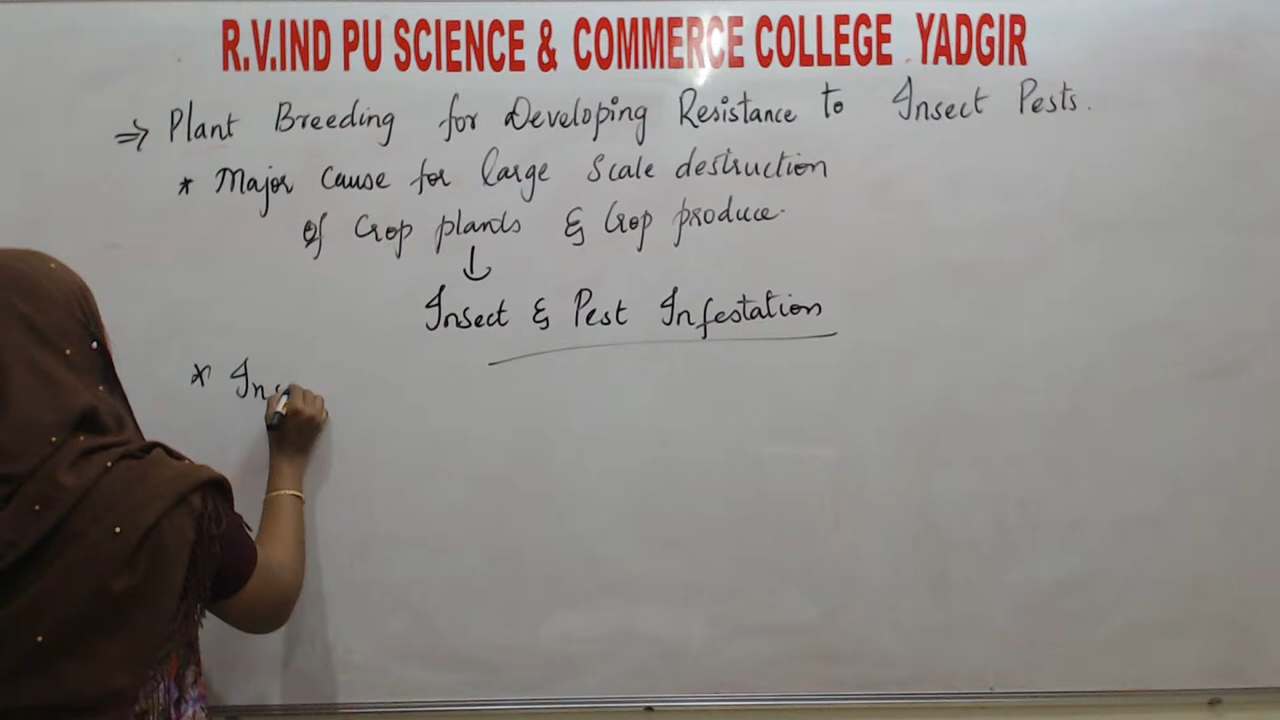 R.V.IND PU SCIENCE & COMMERCE COLLEGE YADGIR
⇒ Plant Breeding for Developing Resistance to Insect Pests.
* Major cause for large Scale destruction
of Crop plants & Crop produce.
↓
Insect & Pest Infestation
* Ins